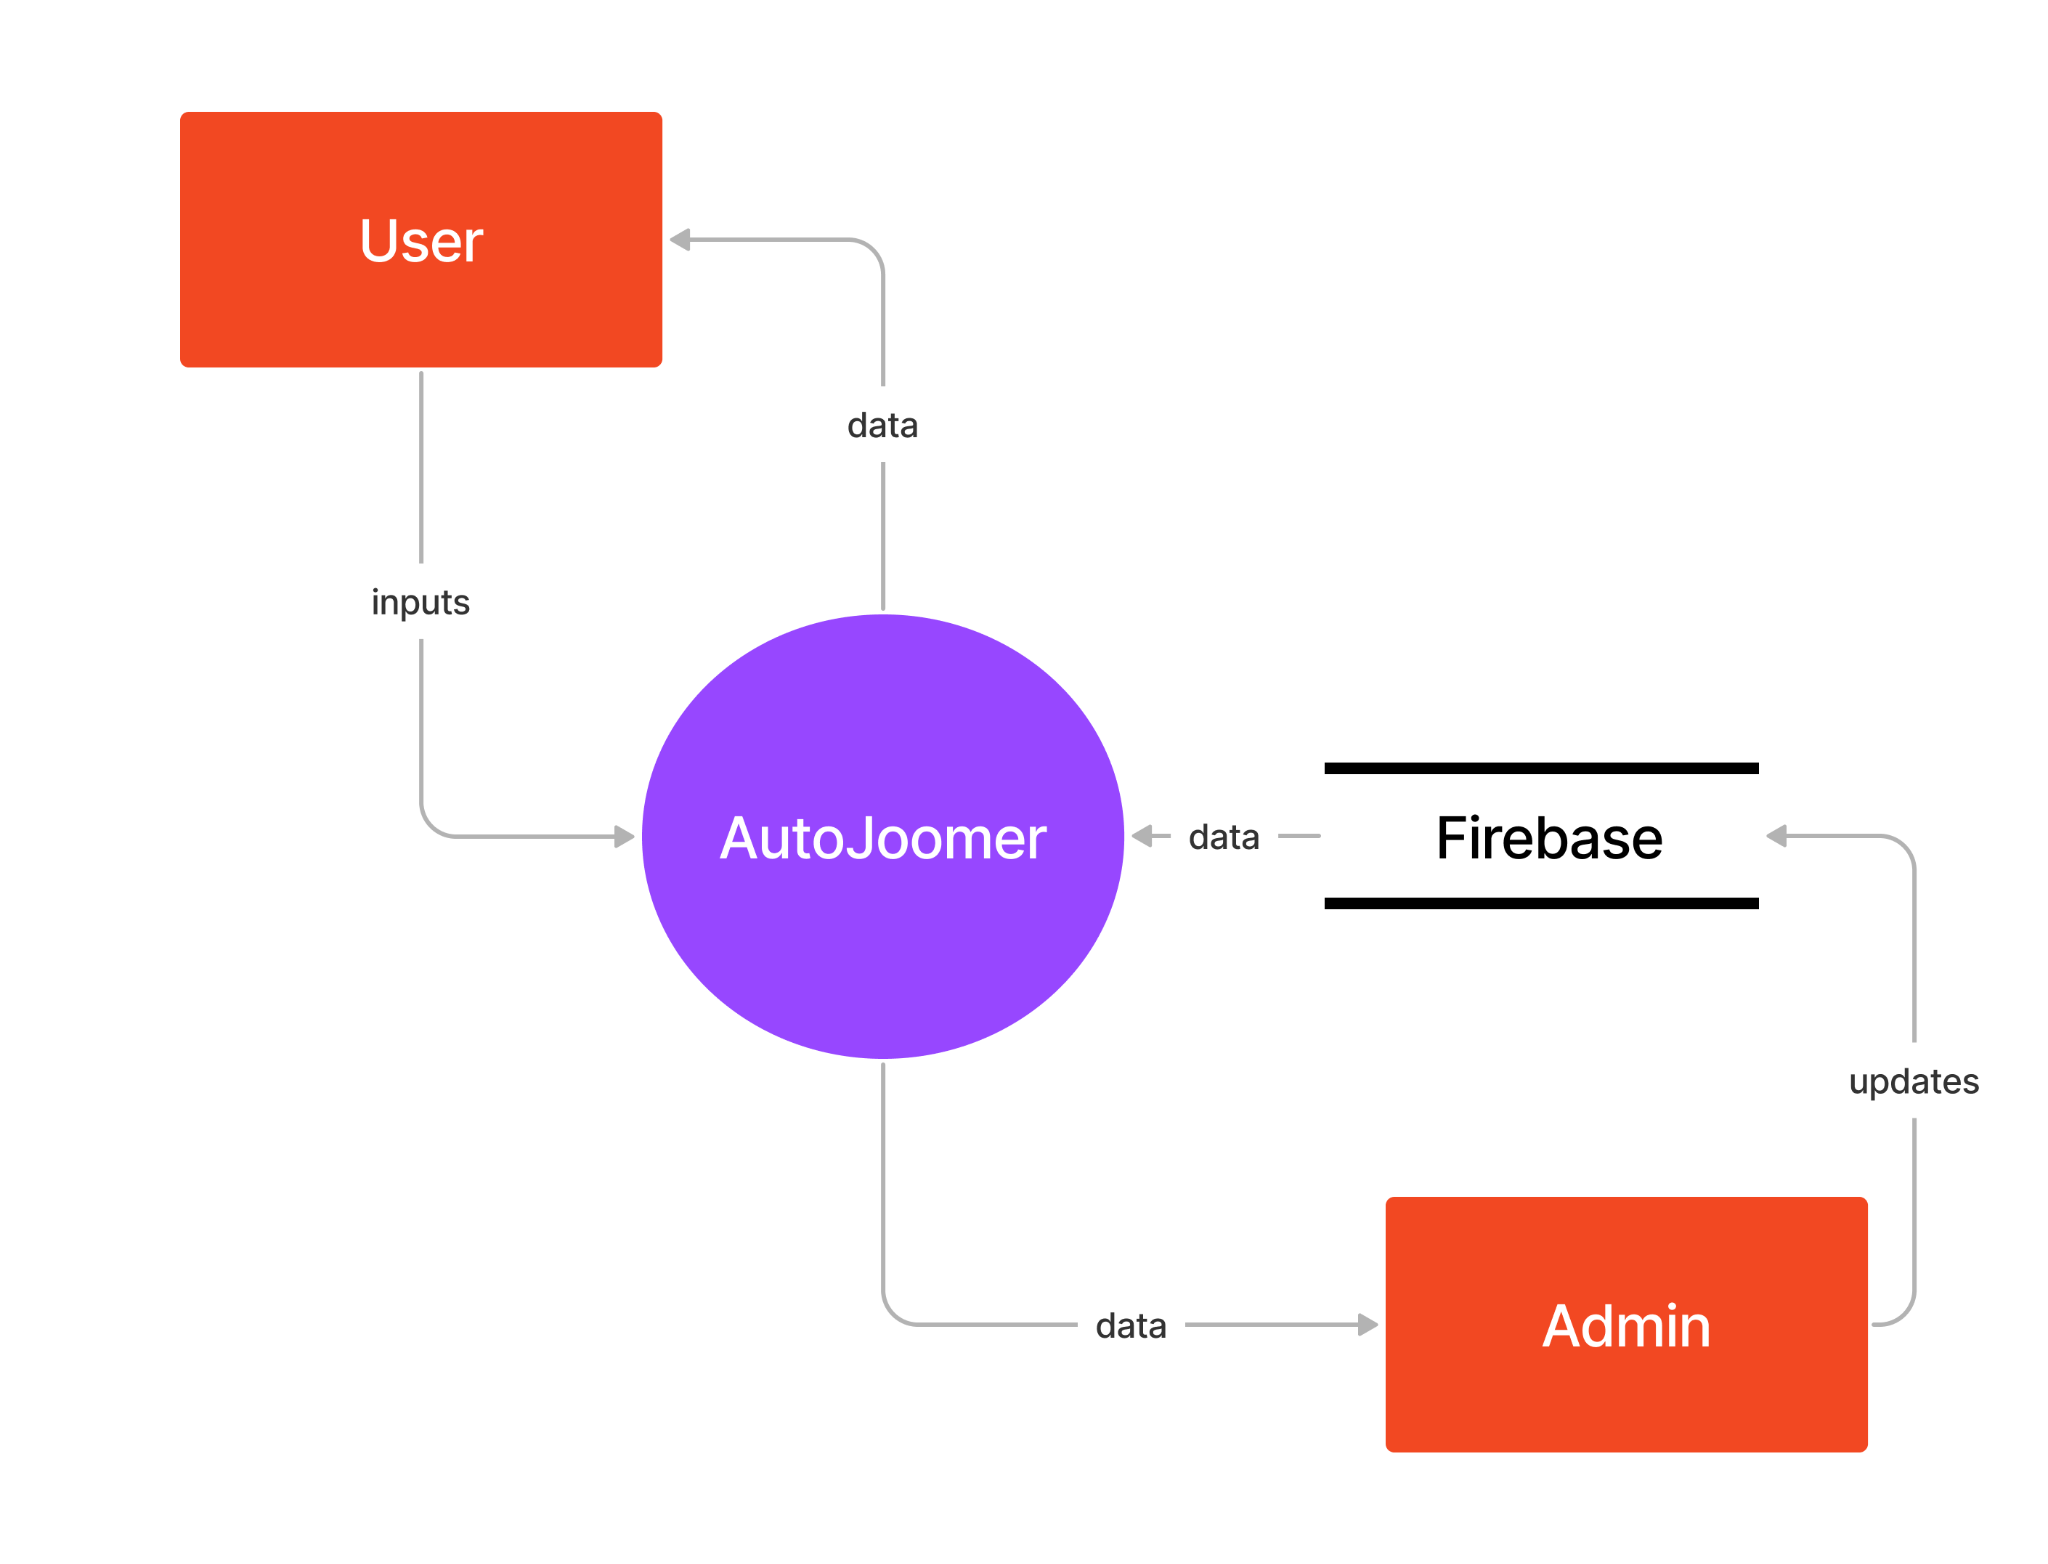 User
data
inputs
AutoJoomer
data
Firebase
updates
data
Admin